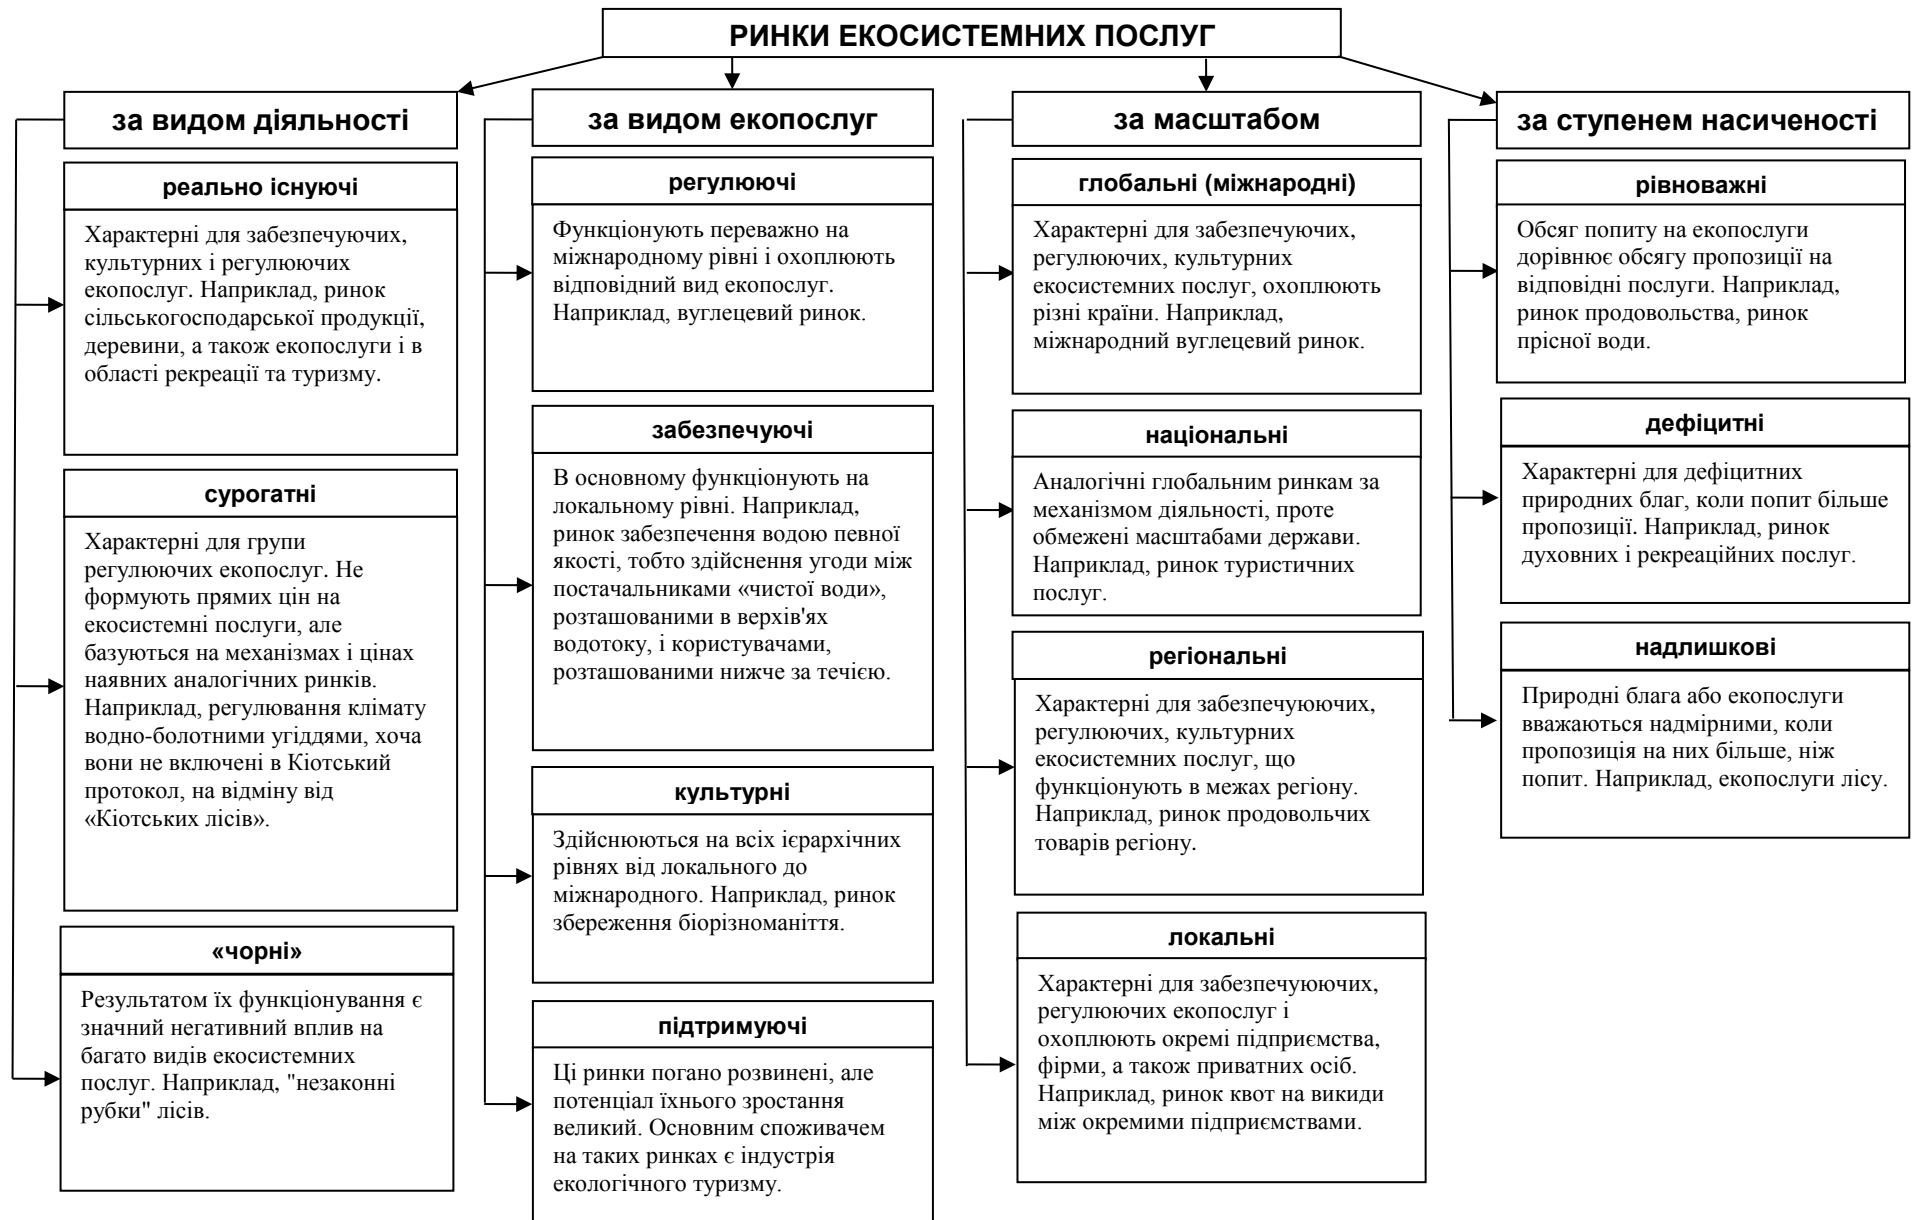 РИНКИ ЕКОСИСТЕМНИХ ПОСЛУГ
за видом діяльності
реально існуючі
Характерні для забезпечуючих,
культурних і регулюючих
екопослуг. Наприклад, ринок
сільськогосподарської продукції,
деревини, а також екопослуги і в
області рекреації та туризму.
сурогатні
Характерні для групи
регулюючих екопослуг. Не
формують прямих цін на
екосистемні послуги, але
базуються на механізмах і цінах
наявних аналогічних ринків.
Наприклад, регулювання клімату
водно-болотними угіддями, хоча
вони не включені в Кіотський
протокол, на відміну від
«Кіотських лісів».
«чорні»
Результатом їх функціонування є
значний негативний вплив на
багато видів екосистемних
послуг. Наприклад, "незаконні
рубки" лісів.
за видом екопослуг
регулюючі
Функціонують переважно на
міжнародному рівні і охоплюють
відповідний вид екопослуг.
Наприклад, вуглецевий ринок.
забезпечуючі
В основному функціонують на
локальному рівні. Наприклад,
ринок забезпечення водою певної
якості, тобто здійснення угоди між
постачальниками «чистої води»,
розташованими в верхів'ях
водотоку, і користувачами,
розташованими нижче за течією.
культурні
Здійснюються на всіх ієрархічних
рівнях від локального до
міжнародного. Наприклад, ринок
збереження біорізноманіття.
підтримуючі
Ці ринки погано розвинені, але
потенціал їхнього зростання
великий. Основним споживачем
на таких ринках є індустрія
екологічного туризму.
за масштабом
глобальні (міжнародні)
Характерні для забезпечуючих,
регулюючих, культурних
екосистемних послуг, охоплюють
різні країни. Наприклад,
міжнародний вуглецевий ринок.
національні
Аналогічні глобальним ринкам за
механізмом діяльності, проте
обмежені масштабами держави.
Наприклад, ринок туристичних
послуг.
регіональні
Характерні для забезпечуюючих,
регулюючих, культурних
екосистемних послуг, що
функціонують в межах регіону.
Наприклад, ринок продовольчих
товарів регіону.
локальні
Характерні для забезпечуюючих,
регулюючих екопослуг і
охоплюють окремі підприємства,
фірми, а також приватних осіб.
Наприклад, ринок квот на викиди
між окремими підприємствами.
за ступенем насиченості
рівноважні
Обсяг попиту на екопослуги
дорівнює обсягу пропозиції на
відповідні послуги. Наприклад,
ринок продовольства, ринок
прісної води.
дефіцитні
Характерні для дефіцитних
природних благ, коли попит більше
пропозиції. Наприклад, ринок
духовних і рекреаційних послуг.
надлишкові
Природні блага або екопослуги
вважаються надмірними, коли
пропозиція на них більше, ніж
попит. Наприклад, екопослуги лісу.